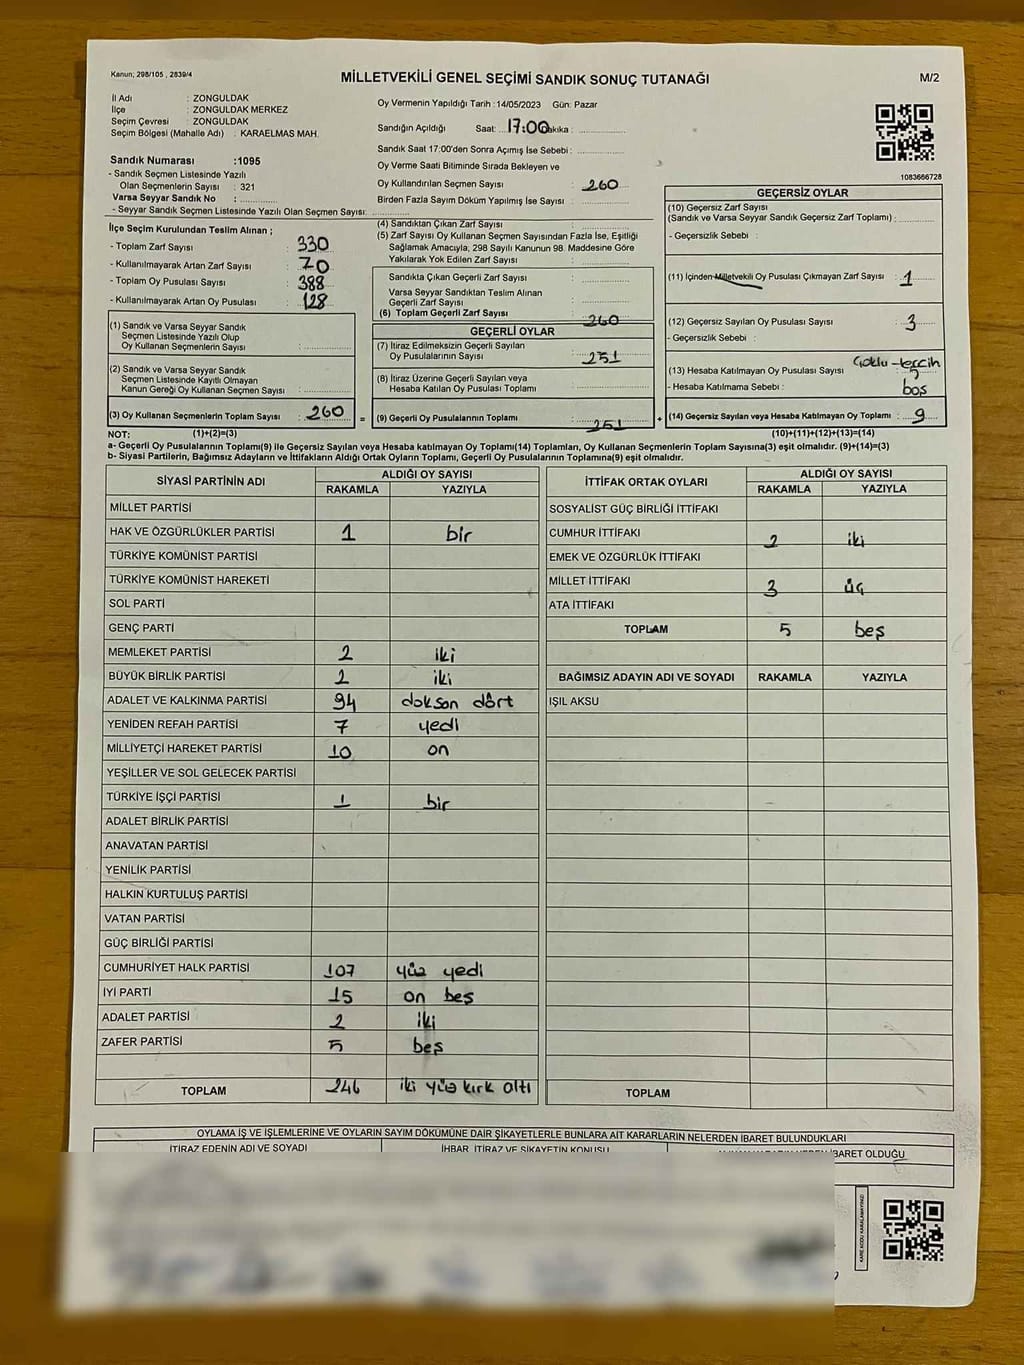 Kanun; 298/105 , 2839/4
MİLLETVEKİLİ GENEL SEÇİMİ SANDIK SONUÇ TUTANAĞI
M/2
İl Adı : ZONGULDAK
İlçe : ZONGULDAK MERKEZ
Seçim Çevresi : ZONGULDAK
Seçim Bölgesi (Mahalle Adı) : KARAELMAS MAH.
Sandık Numarası :1095
- Sandık Seçmen Listesinde Yazılı
Olan Seçmenlerin Sayısı : 321
Varsa Seyyar Sandık No :
- Seyyar Sandık Seçmen Listesinde Yazılı Olan Seçmen Sayısı:
Oy Vermenin Yapıldığı Tarih :14/05/2023 Gün: Pazar
Sandığın Açıldığı Saat: 17:00 Dakika :
Sandık Saat 17:00'den Sonra Açımış İse Sebebi :
Oy Verme Saati Bitiminde Sırada Bekleyen ve
Oy Kullandırılan Seçmen Sayısı : 260
Birden Fazla Sayım Döküm Yapılmış İse Sayısı :
1083666728
İlçe Seçim Kurulundan Teslim Alınan ;
- Toplam Zarf Sayısı : 330
- Kullanılmayarak Artan Zarf Sayısı : 70
- Toplam Oy Pusulası Sayısı : 388
- Kullanılmayarak Artan Oy Pusulası : 128
(1) Sandık ve Varsa Seyyar Sandık
Seçmen Listesinde Yazılı Olup
Oy Kullanan Seçmenlerin Sayısı :
(2) Sandık ve Varsa Seyyar Sandık
Seçmen Listesinde Kayıtlı Olmayan
Kanun Gereği Oy Kullanan Seçmen Sayısı :
(3) Oy Kullanan Seçmenlerin Toplam Sayısı : 260
(4) Sandıktan Çıkan Zarf Sayısı :
(5) Zarf Sayısı Oy Kullanan Seçmen Sayısından Fazla İse, Eşitliği
Sağlamak Amacıyla, 298 Sayılı Kanunun 98. Maddesine Göre
Yakılarak Yok Edilen Zarf Sayısı :
Sandıkta Çıkan Geçerli Zarf Sayısı :
Varsa Seyyar Sandıktan Teslim Alınan
Geçerli Zarf Sayısı :
(6) Toplam Geçerli Zarf Sayısı : 260
GEÇERLİ OYLAR
(7) İtiraz Edilmeksizin Geçerli Sayılan
Oy Pusulalarının Sayısı : 251
(8) İtiraz Üzerine Geçerli Sayılan veya
Hesaba Katılan Oy Pusulaları Toplamı :
= (9) Geçerli Oy Pusulalarının Toplamı : 251
GEÇERSİZ OYLAR
(10) Geçersiz Zarf Sayısı
(Sandık ve Varsa Seyyar Sandık Geçersiz Zarf Toplamı) :
- Geçersizlik Sebebi :
(11) İçinden Milletvekili Oy Pusulası Çıkmayan Zarf Sayısı : 1
(12) Geçersiz Sayılan Oy Pusulası Sayısı : 3
- Geçersizlik Sebebi : Çoklu-tercih
(13) Hesaba Katılmayan Oy Pusulası Sayısı : 5
- Hesaba Katılmama Sebebi : boş
+ (14) Geçersiz Sayılan veya Hesaba Katılmayan Oy Toplamı : 9
NOT: (1)+(2)=(3)
(10)+(11)+(12)+(13)=(14)
a- Geçerli Oy Pusulalarının Toplamı(9) ile Geçersiz Sayılan veya Hesaba katılmayan Oy Toplamı(14) Toplamları, Oy Kullanan Seçmenlerin Toplam Sayısına(3) eşit olmalıdır. (9)+(14)=(3)
b- Siyasi Partilerin, Bağımsız Adayların ve İttifakların Aldığı Ortak Oyların Toplamı, Geçerli Oy Pusulalarının Toplamına(9) eşit olmalıdır.
SİYASİ PARTİNİN ADI
ALDIĞI OY SAYISI
RAKAMLA YAZIYLA
MİLLET PARTİSİ
HAK VE ÖZGÜRLÜKLER PARTİSİ 1 bir
TÜRKİYE KOMÜNİST PARTİSİ
TÜRKİYE KOMÜNİST HAREKETİ
SOL PARTİ
GENÇ PARTİ
MEMLEKET PARTİSİ 2 iki
BÜYÜK BİRLİK PARTİSİ 2 iki
ADALET VE KALKINMA PARTİSİ 94 doksan dört
YENİDEN REFAH PARTİSİ 7 yedi
MİLLİYETÇİ HAREKET PARTİSİ 10 on
YEŞİLLER VE SOL GELECEK PARTİSİ
TÜRKİYE İŞÇİ PARTİSİ 1 bir
ADALET BİRLİK PARTİSİ
ANAVATAN PARTİSİ
YENİLİK PARTİSİ
HALKIN KURTULUŞ PARTİSİ
VATAN PARTİSİ
GÜÇ BİRLİĞİ PARTİSİ
CUMHURİYET HALK PARTİSİ 107 yüz yedi
İYİ PARTİ 15 on beş
ADALET PARTİSİ 2 iki
ZAFER PARTİSİ 5 beş
TOPLAM 246 iki yüz kırk altı
İTTİFAK ORTAK OYLARI
ALDIĞI OY SAYISI
RAKAMLA YAZIYLA
SOSYALİST GÜÇ BİRLİĞİ İTTİFAKI
CUMHUR İTTİFAKI 2 iki
EMEK VE ÖZGÜRLÜK İTTİFAKI
MİLLET İTTİFAKI 3 üç
ATA İTTİFAKI
TOPLAM 5 beş
BAĞIMSIZ ADAYIN ADI VE SOYADI RAKAMLA YAZIYLA
IŞIL AKSU
TOPLAM
OYLAMA İŞ VE İŞLEMLERİNE VE OYLARIN SAYIM DÖKÜMÜNE DAİR ŞİKAYETLERLE BUNLARA AİT KARARLARIN NELERDEN İBARET BULUNDUKLARI
İTİRAZ EDENİN ADI VE SOYADI
İHBAR, İTİRAZ VE ŞİKAYETİN KONUSU
İBARET OLDUĞU
KARE KODU KARALAMAYINIZ!